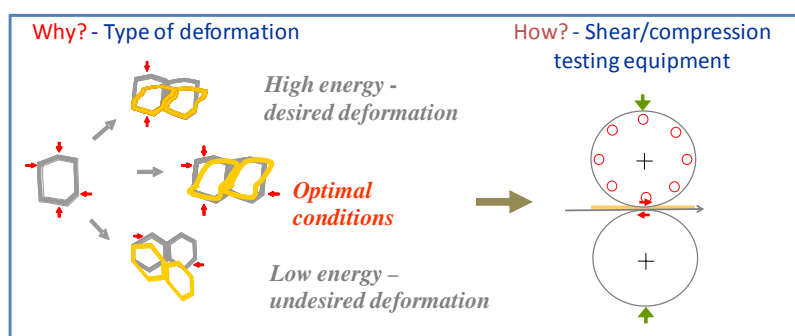 Why? - Type of deformation
How? - Shear/compression
testing equipment
High energy -
desired deformation
Optimal
conditions
Low energy –
undesired deformation